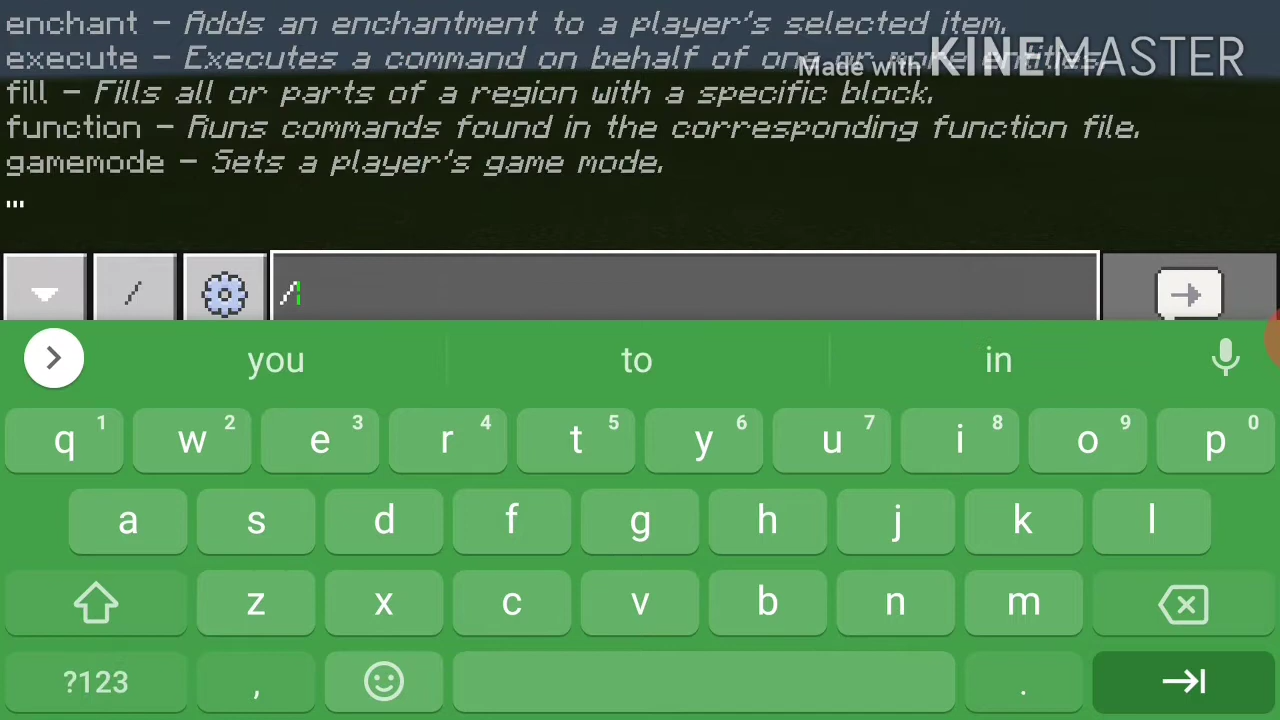 enchant – Adds an enchantment to a player's selected item.
execute – Executes a command on behalf of one or more entities.
Made with KINEMASTER
fill – Fills all or parts of a region with a specific block.
function – Runs commands found in the corresponding function file.
gamemode – Sets a player's game mode.
...
/ /
you to in
q 1 w 2 e 3 r 4 t 5 y 6 u 7 i 8 o 9 p 0
a s d f g h j k l
z x c v b n m
?123 , .